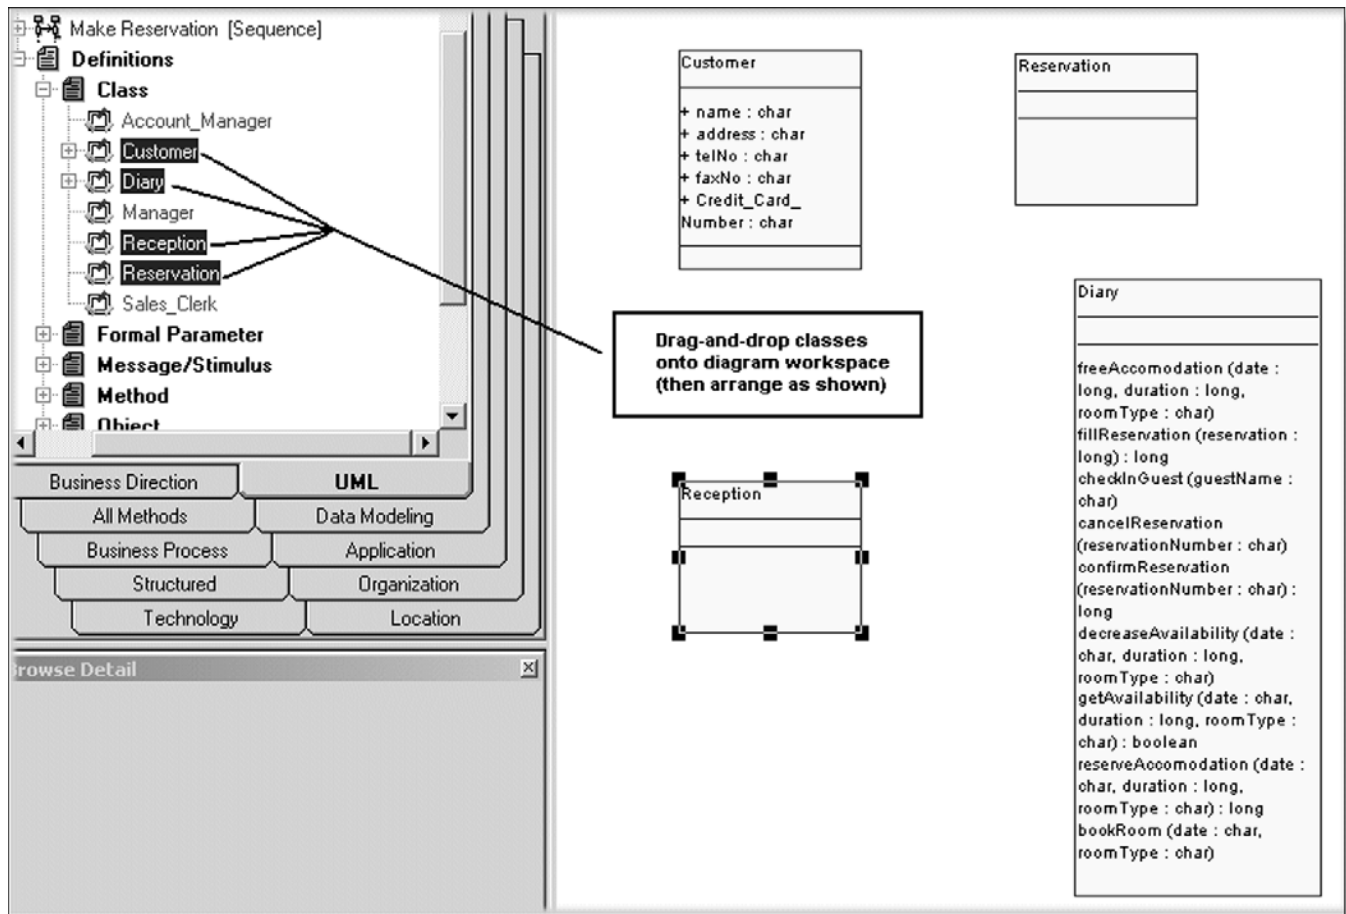 Make Reservation [Sequence]
Definitions
Class
Account_Manager
Customer
Diary
Manager
Reception
Reservation
Sales_Clerk
Formal Parameter
Message/Stimulus
Method
Object
Business Direction
UML
All Methods
Data Modeling
Business Process
Application
Structured
Organization
Technology
Location
Browse Detail
Customer
+ name : char
+ address : char
+ telNo : char
+ faxNo : char
+ Credit_Card_
Number : char
Reservation
Drag-and-drop classes
onto diagram workspace
(then arrange as shown)
Reception
Diary
freeAccomodation (date :
long, duration : long,
roomType : char)
fillReservation (reservation :
long) : long
checkInGuest (guestName :
char)
cancelReservation
(reservationNumber : char)
confirmReservation
(reservationNumber : char) :
long
decreaseAvailability (date :
char, duration : long,
roomType : char)
getAvailability (date : char,
duration : long, roomType :
char) : boolean
reserveAccomodation (date :
char, duration : long,
roomType : char) : long
bookRoom (date : char,
roomType : char)